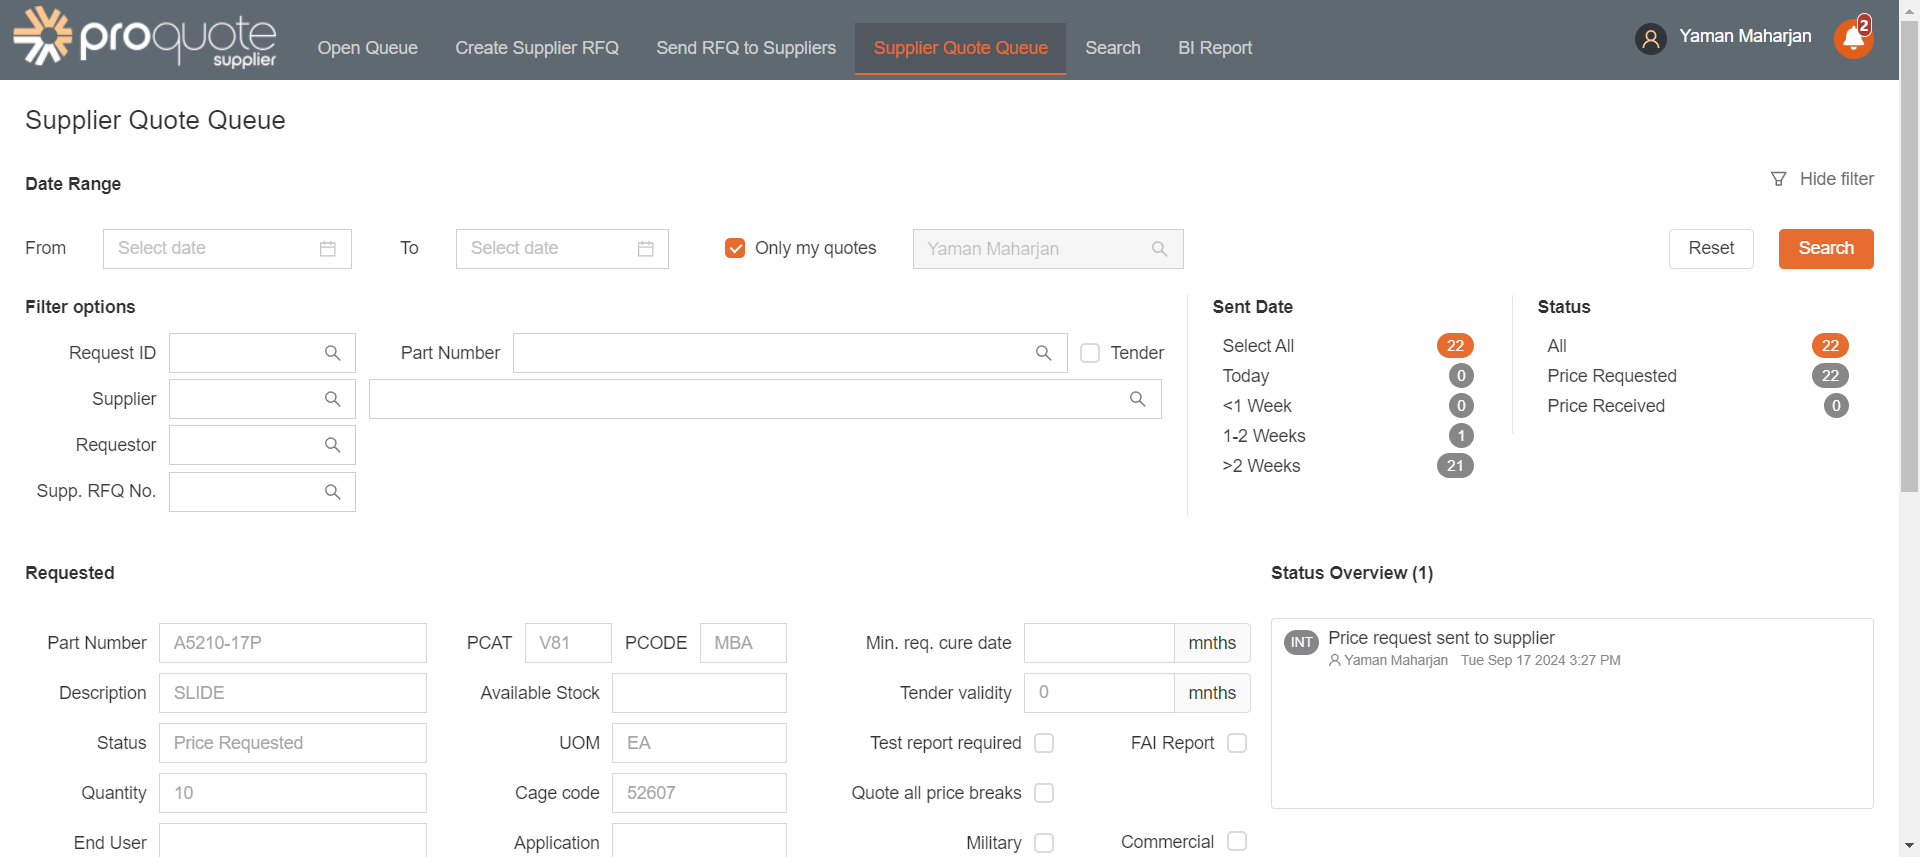 proquote supplier
Open Queue Create Supplier RFQ Send RFQ to Suppliers Supplier Quote Queue Search BI Report Yaman Maharjan 2
Supplier Quote Queue
Date Range Hide filter
From Select date To Select date Only my quotes Yaman Maharjan Reset Search
Filter options
Request ID Part Number Tender
Supplier
Requestor
Supp. RFQ No.
Sent Date
Select All 22
Today 0
<1 Week 0
1-2 Weeks 1
>2 Weeks 21
Status
All 22
Price Requested 22
Price Received 0
Requested
Part Number A5210-17P PCAT V81 PCODE MBA Min. req. cure date mnths
Description SLIDE Available Stock Tender validity 0 mnths
Status Price Requested UOM EA Test report required FAI Report
Quantity 10 Cage code 52607 Quote all price breaks
End User Application Military Commercial
Status Overview (1)
INT Price request sent to supplier
Yaman Maharjan Tue Sep 17 2024 3:27 PM